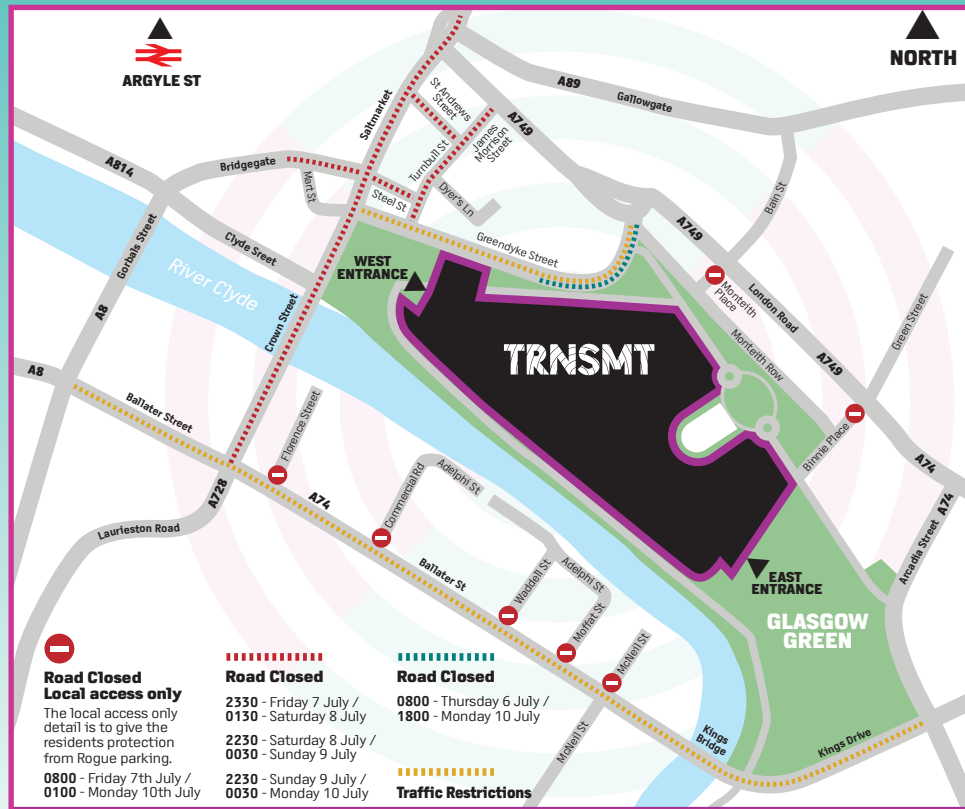 ARGYLE ST
NORTH
A89
Gallowgate
St Andrews
Street
Saltmarket
A749
James
Morrison
Street
Turnbull St
A814
Bridgegate
Mart St
Steel St
Dyer's Ln
Bain St
Gorbals Street
Clyde Sreet
Greendyke Street
A749
River Clyde
WEST
ENTRANCE
Monteith
Place
London Road
Green Street
A8
Crown Street
TRNSMT
Monteith Row
A749
A8
Ballater Street
Florence Street
Binnie Place
A74
A74
A728
A74
Commercial Rd
Adelphi St
Laurieston Road
Arcadia Street
Ballater St
Waddell St
Adelphi St
EAST
ENTRANCE
Moffat St
GLASGOW
GREEN
McNeil St
McNeil St
Kings
Bridge
Kings Drive
Road Closed
Local access only
The local access only
detail is to give the
residents protection
from Rogue parking.
0800 - Friday 7th July /
0100 - Monday 10th July
Road Closed
2330 - Friday 7 July /
0130 - Saturday 8 July
2230 - Saturday 8 July /
0030 - Sunday 9 July
2230 - Sunday 9 July /
0030 - Monday 10 July
Road Closed
0800 - Thursday 6 July /
1800 - Monday 10 July
Traffic Restrictions